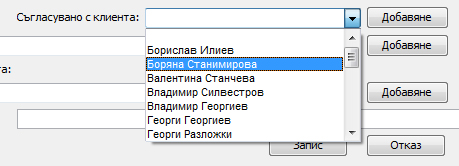 Съгласувано с клиента:
Добавяне
Добавяне
Борислав Илиев
Боряна Станимирова
Валентина Станчева
та:
Владимир Силвестров
Добавяне
Владимир Георгиев
Георги Георгиев
Георги Разложки
Запис
Отказ